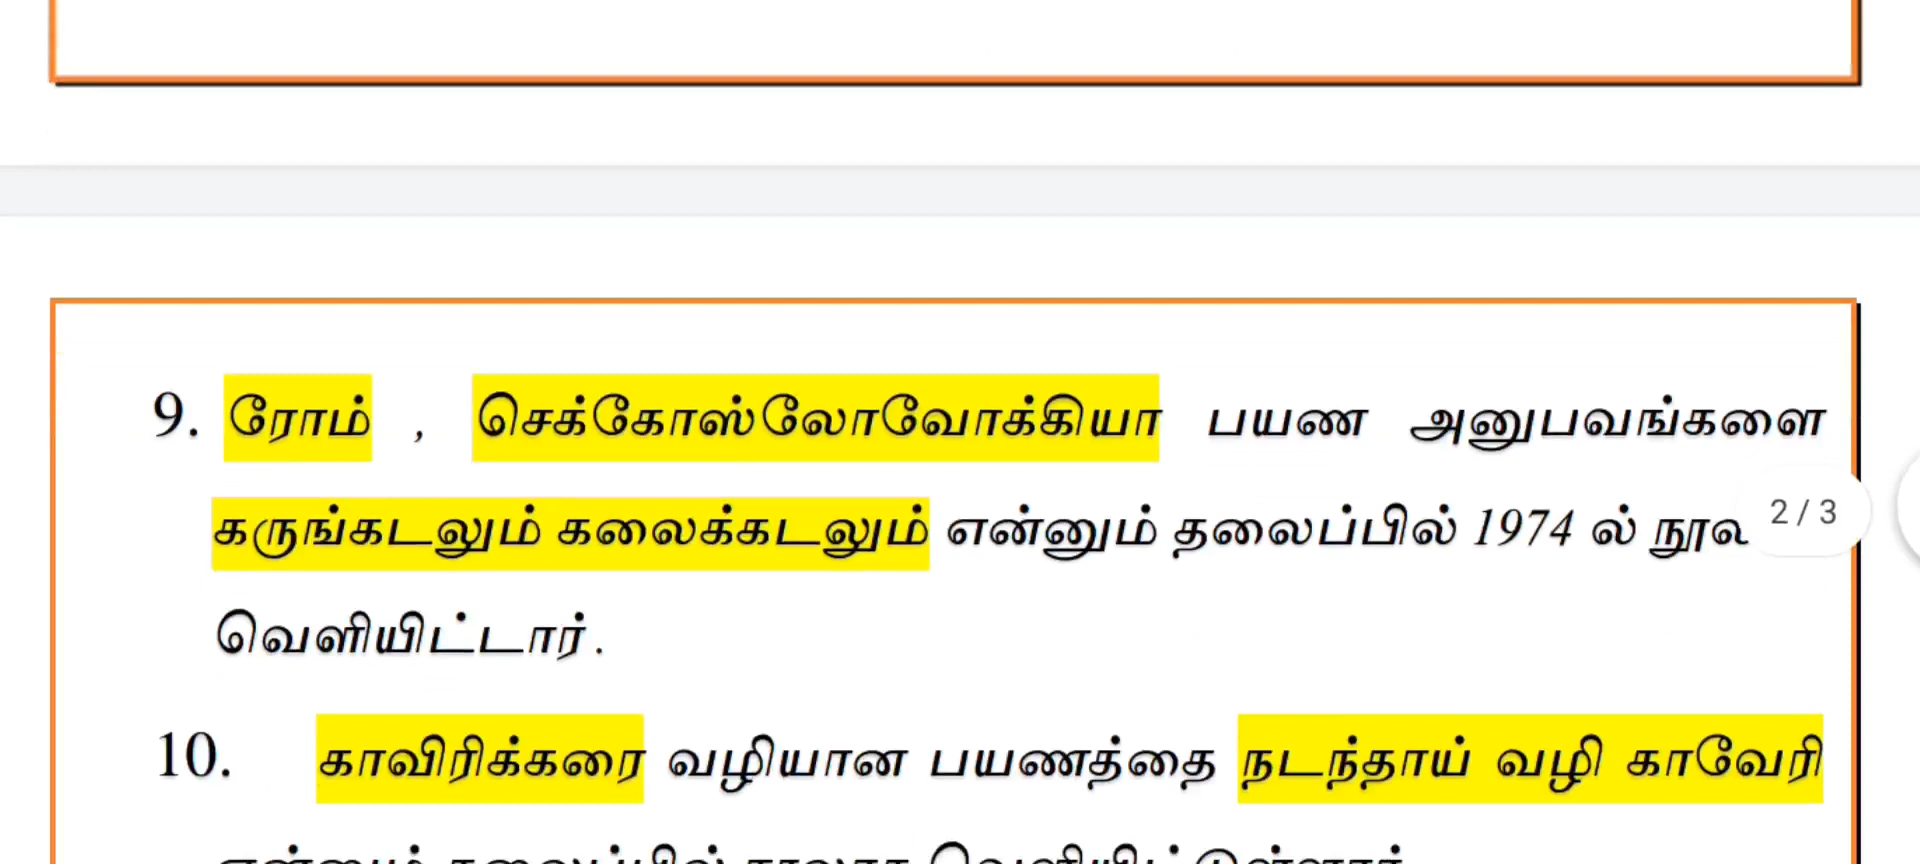 9. ரோம் , செக்கோஸ்லோவோக்கியா பயண அனுபவங்களை
கருங்கடலும் கலைக்கடலும் என்னும் தலைப்பில் 1974 ல்
2 / 3
வெளியிட்டார்.
10. காவிரிக்கரை வழியான பயணத்தை நடந்தாய் வழி காவேரி